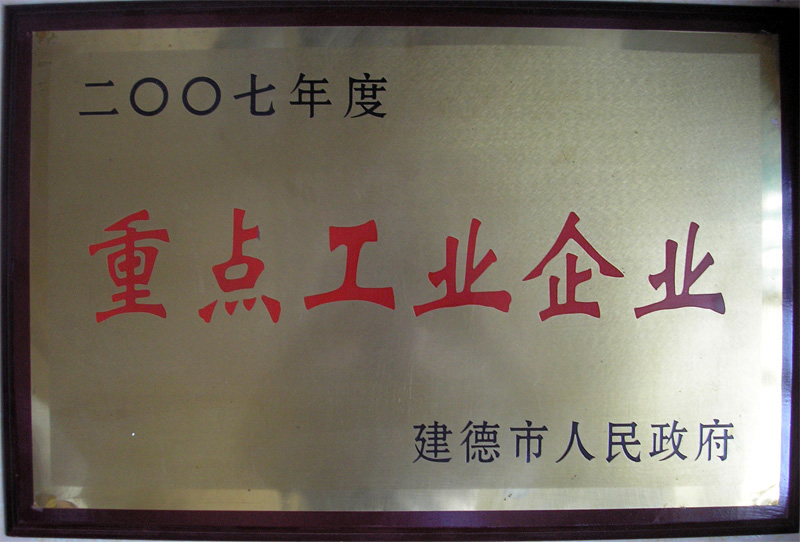 二〇〇七年度
重点工业企业
建德市人民政府